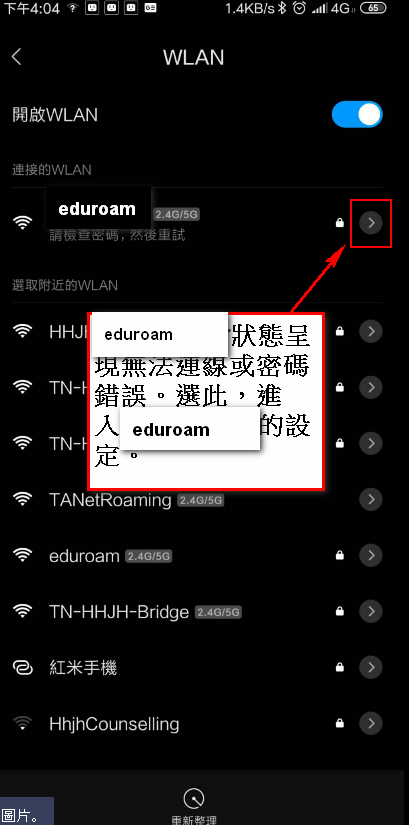 下午4:04 1.4KB/s 4G 65
WLAN
開啟WLAN
連接的WLAN
eduroam 2.4G/5G
請檢查密碼，然後重試
選取附近的WLAN
HHJ
eduroam 狀態呈
現無法連線或密碼
錯誤。選此，進
入 eduroam 的設
定。
TN-
TN-
TANetRoaming 2.4G/5G
eduroam 2.4G/5G
TN-HHJH-Bridge 2.4G/5G
紅米手機
HhjhCounselling
重新整理
圖片。